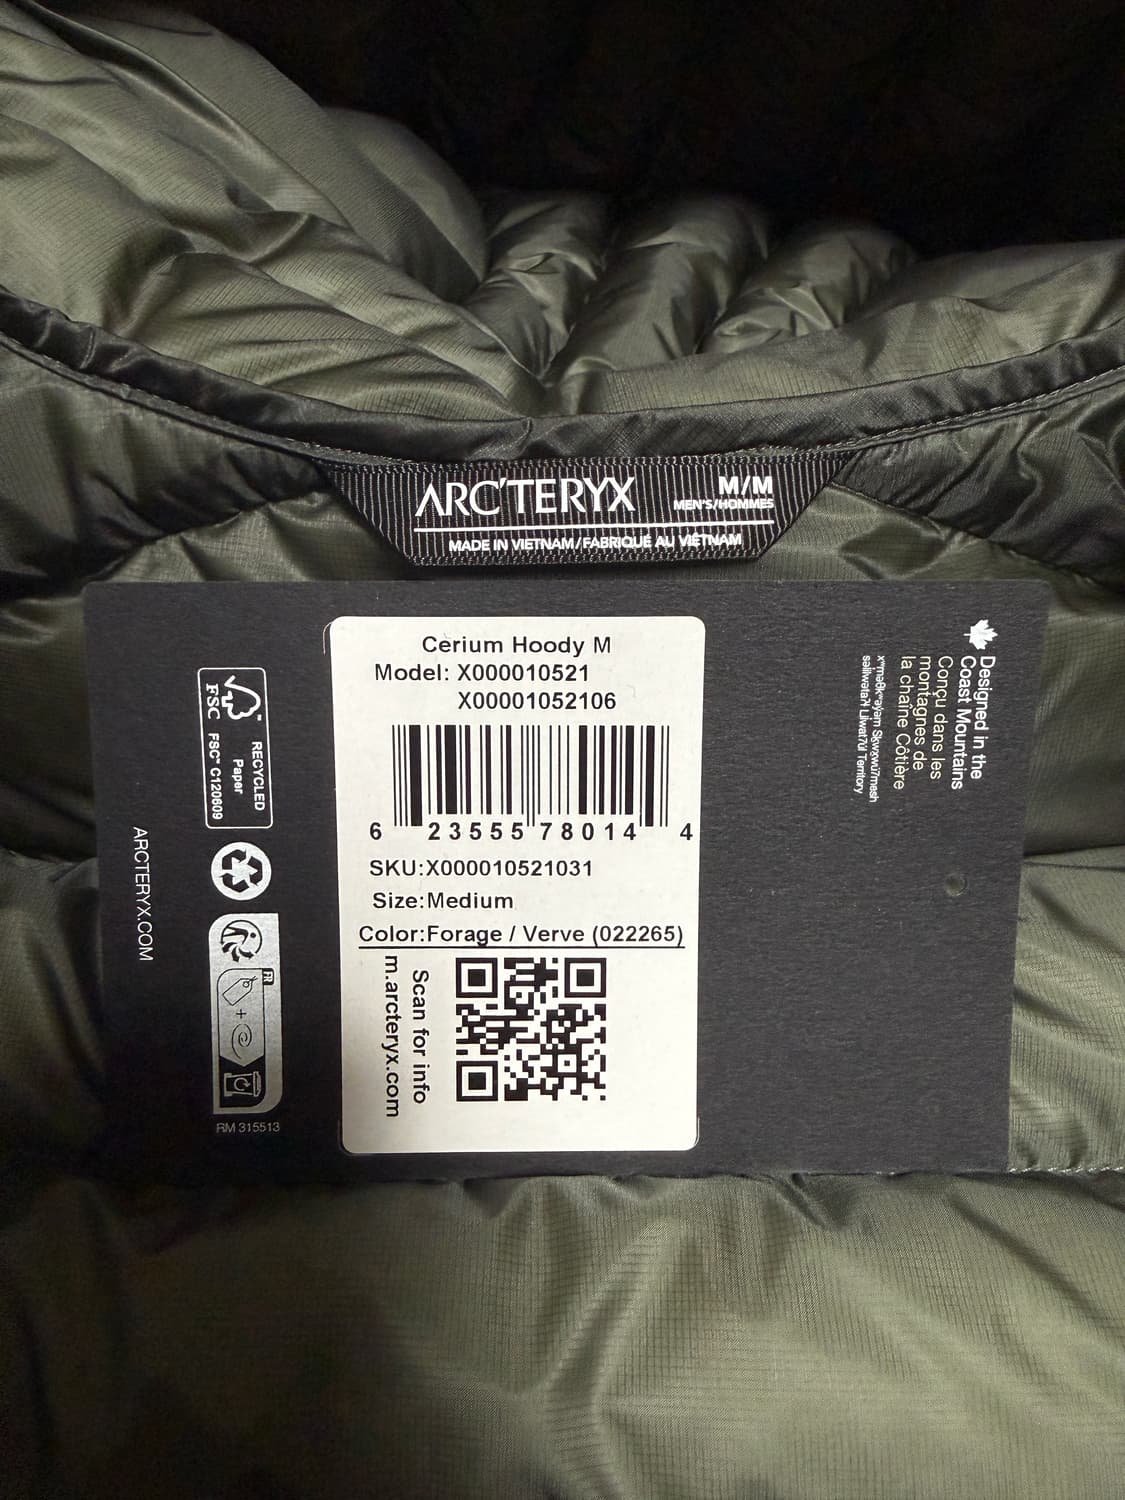 ARC'TERYX
M/M
MEN'S/HOMMES
MADE IN VIETNAM/FABRIQUÉ AU VIETNAM
Cerium Hoody M
Model: X000010521
X00001052106
6 23555 78014 4
SKU:X000010521031
Size:Medium
Color:Forage / Verve (022265)
Scan for info
m.arcteryx.com
FSC
RECYCLED
Paper
FSC® C120609
ARCTERYX.COM
FR
+
RM 315513
Designed in the
Coast Mountains
Conçu dans les
montagnes de
la chaîne Côtière
Territory